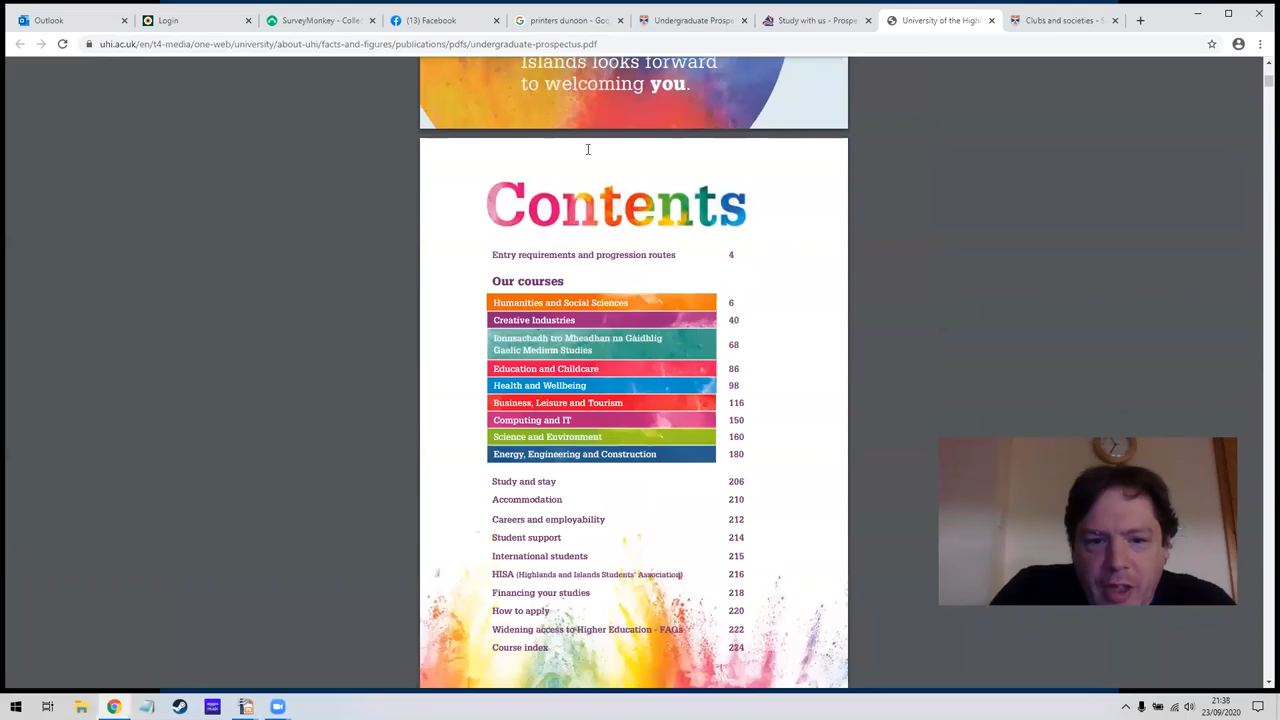 Outlook
Login
SurveyMonkey - Colle
(13) Facebook
printers dunoon - Goo
Undergraduate Prospe
Study with us - Prospe
University of the High
Clubs and societies - S
uhi.ac.uk/en/t4-media/one-web/university/about-uhi/facts-and-figures/publications/pdfs/undergraduate-prospectus.pdf
Islands looks forward
to welcoming you.
Contents
Entry requirements and progression routes 4
Our courses
Humanities and Social Sciences 6
Creative Industries 40
Ionnsachadh tro Mheadhan na Gàidhlig
Gaelic Medium Studies 68
Education and Childcare 86
Health and Wellbeing 98
Business, Leisure and Tourism 116
Computing and IT 150
Science and Environment 160
Energy, Engineering and Construction 180
Study and stay 206
Accommodation 210
Careers and employability 212
Student support 214
International students 215
HISA (Highlands and Islands Students' Association) 216
Financing your studies 218
How to apply 220
Widening access to Higher Education - FAQs 222
Course index 224
21:38
23/09/2020